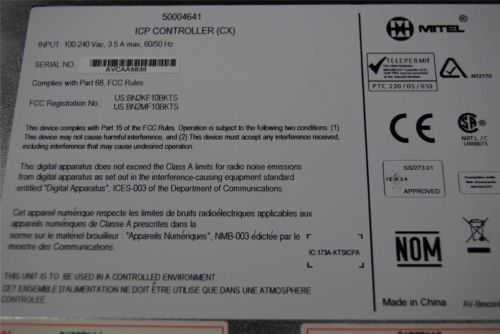 50004641
ICP CONTROLLER (CX)
INPUT: 100-240 Vac, 3.5 A max, 60/50 Hz
SERIAL NO:
AVCAA8836
Complies with Part 68, FCC Rules
FCC Registration No.: US:BN2KF10BKTS
US:BN2MF10BKTS
This device complies with Part 15 of the FCC Rules. Operation is subject to the following two conditions: (1)
This device may not cause harmful interference, and (2) This device must accept any interference received,
including interference that may cause undesired operation.
This digital apparatus does not exceed the Class A limits for radio noise emissions
from digital apparatus as set out in the interference-causing equipment standard
entitled "Digital Apparatus", ICES-003 of the Department of Communications.
Cet appareil numérique respecte les limites de bruits radioélectriques applicables aux
appareils numériques de Classe A prescrites dans la
norme sur le matériel brouilleur: "Appareils Numériques", NMB-003 édictée par le
ministre des Communications.
IC:173A-KTSICPA
THIS UNIT IS TO BE USED IN A CONTROLLED ENVIRONMENT.
CET ENSEMBLE D'ALIMENTATION NE DOIT ÊTRE UTILISÉ QUE DANS UNE ATMOSPHERE
CONTROLEE.
MITEL
TELEPERMIT
PTC 220/05/053
N12170
CE
NRTL/C
LR89073
SS/273.01
ICASA
APPROVED
NOM
Made in China